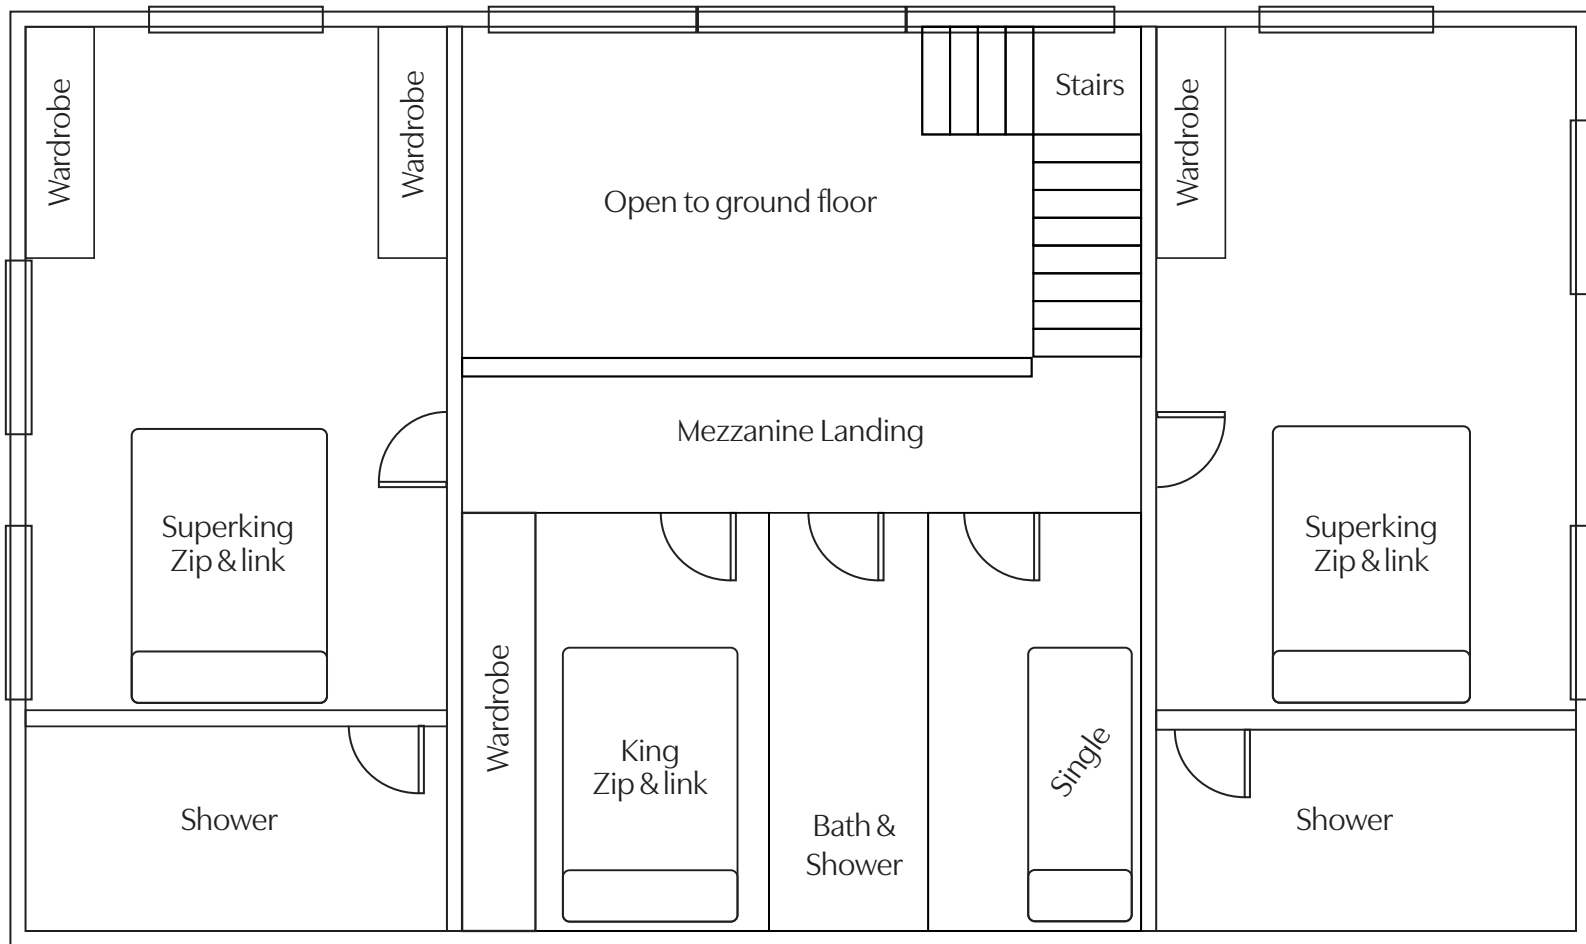 Wardrobe
Wardrobe
Stairs
Wardrobe
Open to ground floor
Mezzanine Landing
Superking
Zip & link
Superking
Zip & link
Wardrobe
King
Zip & link
Single
Shower
Bath &
Shower
Shower